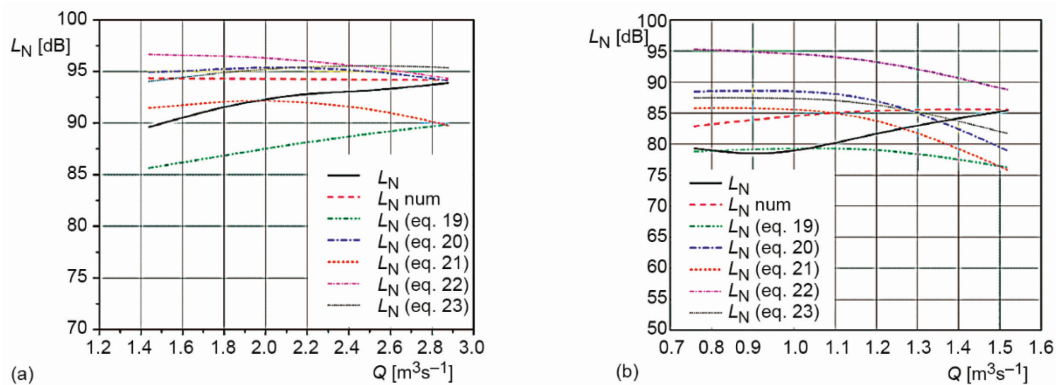 100
L_N [dB]
95
90
85
80
75
70
1.2 1.4 1.6 1.8 2.0 2.2 2.4 2.6 2.8 3.0
Q [m³s⁻¹]
L_N
L_N num
L_N (eq. 19)
L_N (eq. 20)
L_N (eq. 21)
L_N (eq. 22)
L_N (eq. 23)
(a)
100
L_N [dB]
95
90
85
80
75
70
65
60
55
50
0.7 0.8 0.9 1.0 1.1 1.2 1.3 1.4 1.5 1.6
Q [m³s⁻¹]
L_N
L_N num
L_N (eq. 19)
L_N (eq. 20)
L_N (eq. 21)
L_N (eq. 22)
L_N (eq. 23)
(b)